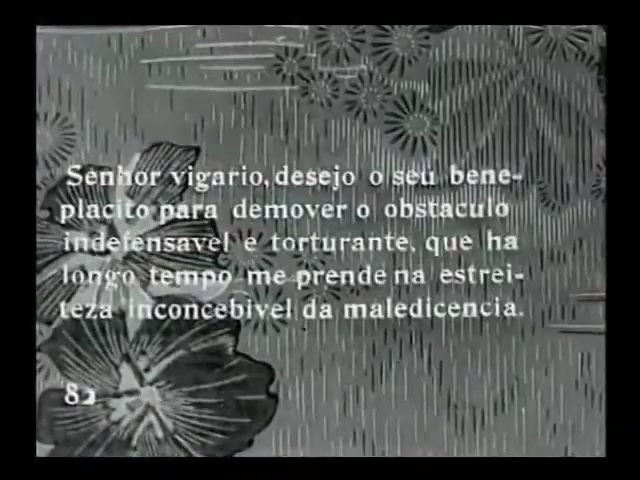 Senhor vigario, desejo o seu bene-
placito para demover o obstaculo
indefensavel e torturante, que ha
longo tempo me prende na estrei-
teza inconcebivel da maledicencia.
82